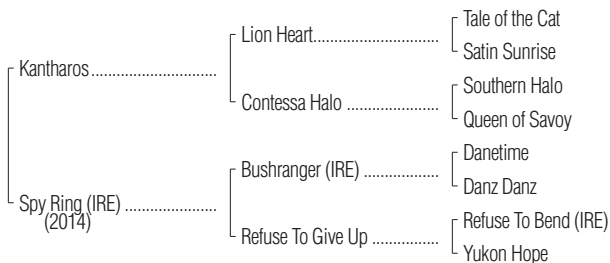 Tale of the Cat
Lion Heart
Satin Sunrise
Kantharos
Southern Halo
Contessa Halo
Queen of Savoy
Danetime
Bushranger (IRE)
Danz Danz
Spy Ring (IRE)
(2014)
Refuse To Bend (IRE)
Refuse To Give Up
Yukon Hope